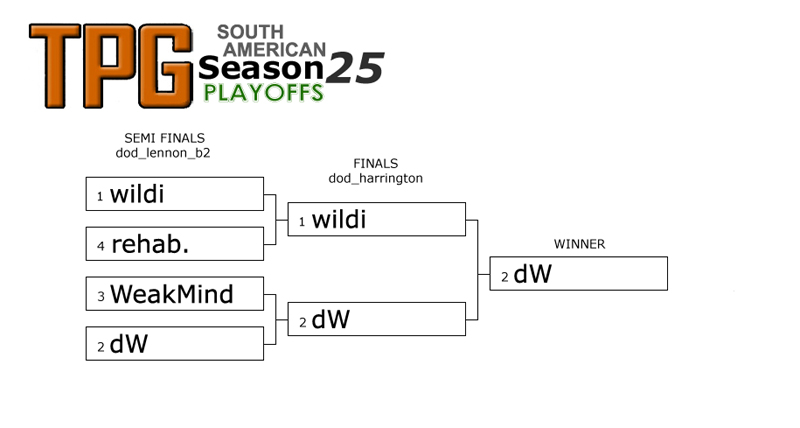 TPG
SOUTH
AMERICAN
Season 25
PLAYOFFS
SEMI FINALS
dod_lennon_b2
1 wildi
4 rehab.
3 WeakMind
2 dW
FINALS
dod_harrington
1 wildi
2 dW
WINNER
2 dW